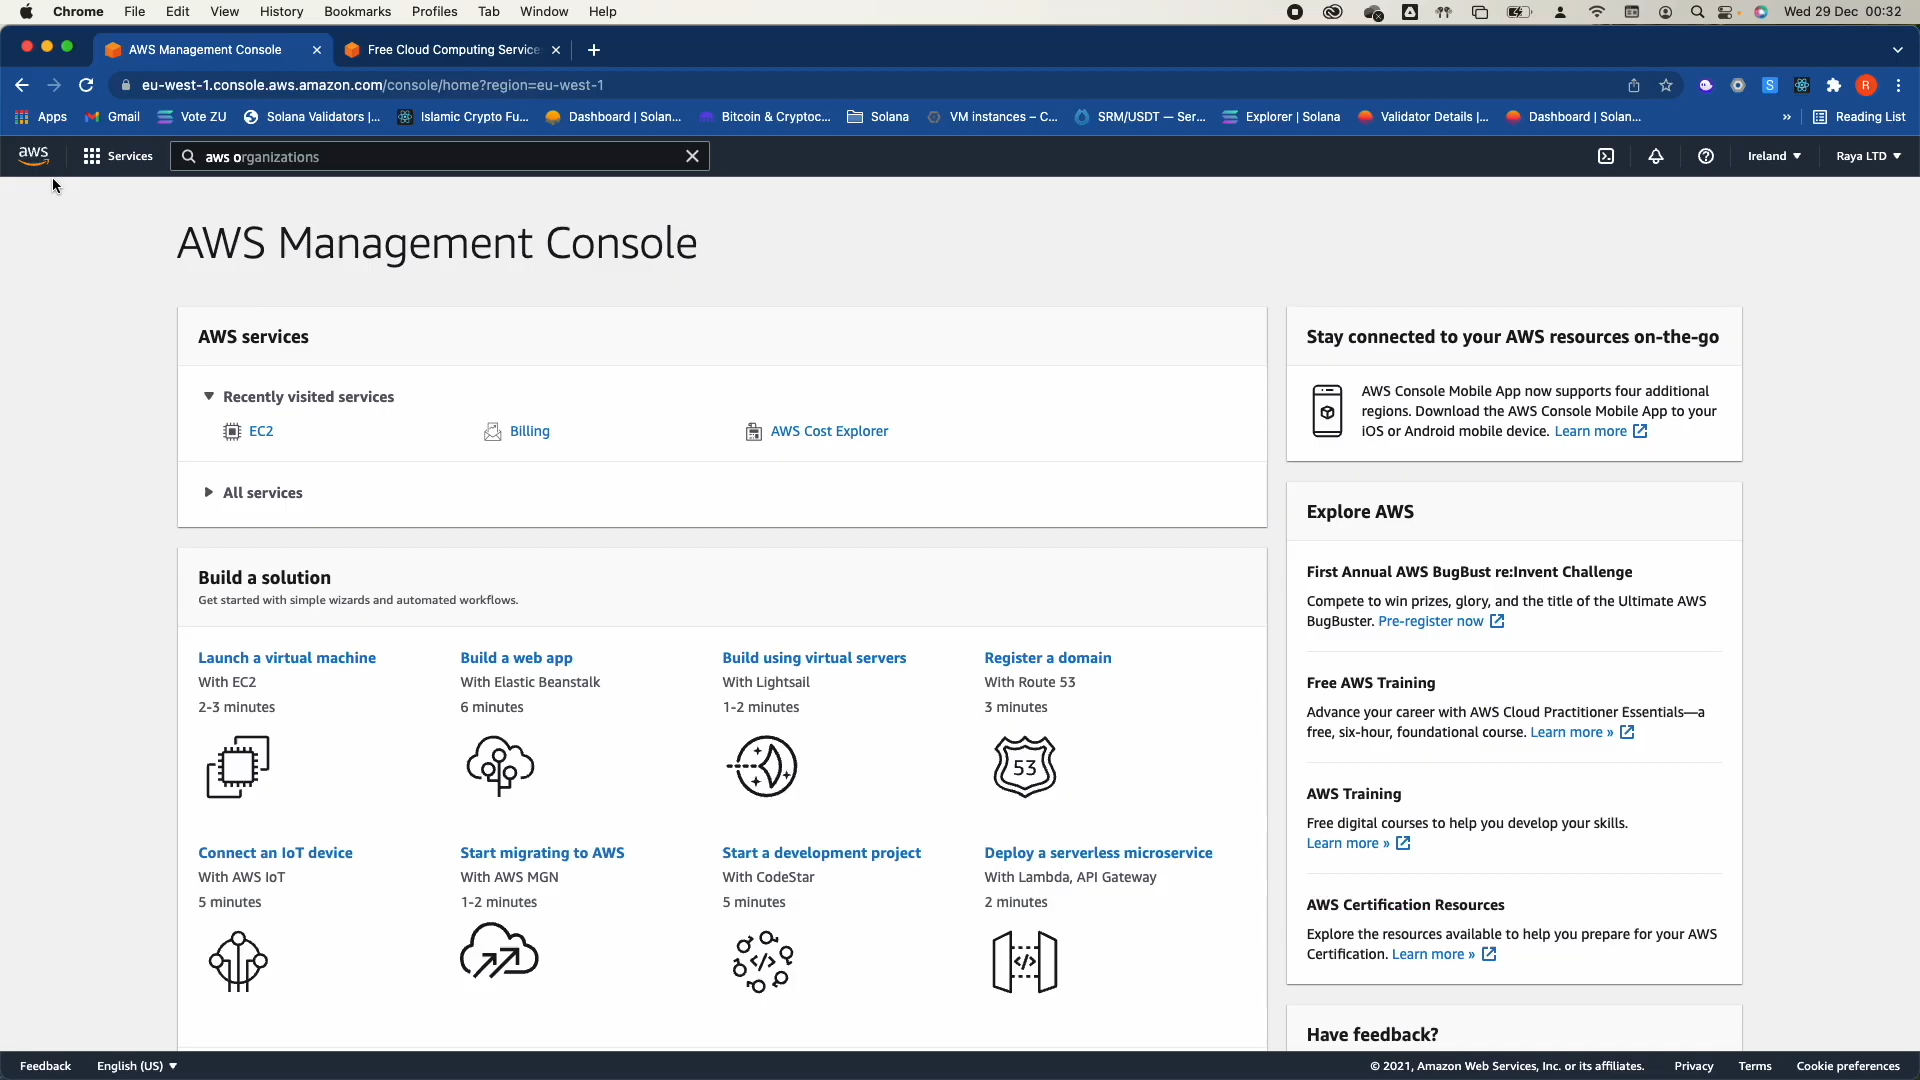 Chrome File Edit View History Bookmarks Profiles Tab Window Help Wed 29 Dec 00:32
AWS Management Console Free Cloud Computing Service
eu-west-1.console.aws.amazon.com/console/home?region=eu-west-1 S R
Apps Gmail Vote ZU Solana Validators |... Islamic Crypto Fu... Dashboard | Solan... Bitcoin & Cryptoc... Solana VM instances – C... SRM/USDT — Ser... Explorer | Solana Validator Details |... Dashboard | Solan... » Reading List
aws Services aws organizations Ireland Raya LTD
AWS Management Console
AWS services
Recently visited services
EC2 Billing AWS Cost Explorer
All services
Build a solution
Get started with simple wizards and automated workflows.
Launch a virtual machine
With EC2
2-3 minutes
Build a web app
With Elastic Beanstalk
6 minutes
Build using virtual servers
With Lightsail
1-2 minutes
Register a domain
With Route 53
3 minutes
53
Connect an IoT device
With AWS IoT
5 minutes
Start migrating to AWS
With AWS MGN
1-2 minutes
Start a development project
With CodeStar
5 minutes
</>
Deploy a serverless microservice
With Lambda, API Gateway
2 minutes
</>
Stay connected to your AWS resources on-the-go
AWS Console Mobile App now supports four additional
regions. Download the AWS Console Mobile App to your
iOS or Android mobile device. Learn more
Explore AWS
First Annual AWS BugBust re:Invent Challenge
Compete to win prizes, glory, and the title of the Ultimate AWS
BugBuster. Pre-register now
Free AWS Training
Advance your career with AWS Cloud Practitioner Essentials—a
free, six-hour, foundational course. Learn more »
AWS Training
Free digital courses to help you develop your skills.
Learn more »
AWS Certification Resources
Explore the resources available to help you prepare for your AWS
Certification. Learn more »
Have feedback?
Feedback English (US) © 2021, Amazon Web Services, Inc. or its affiliates. Privacy Terms Cookie preferences